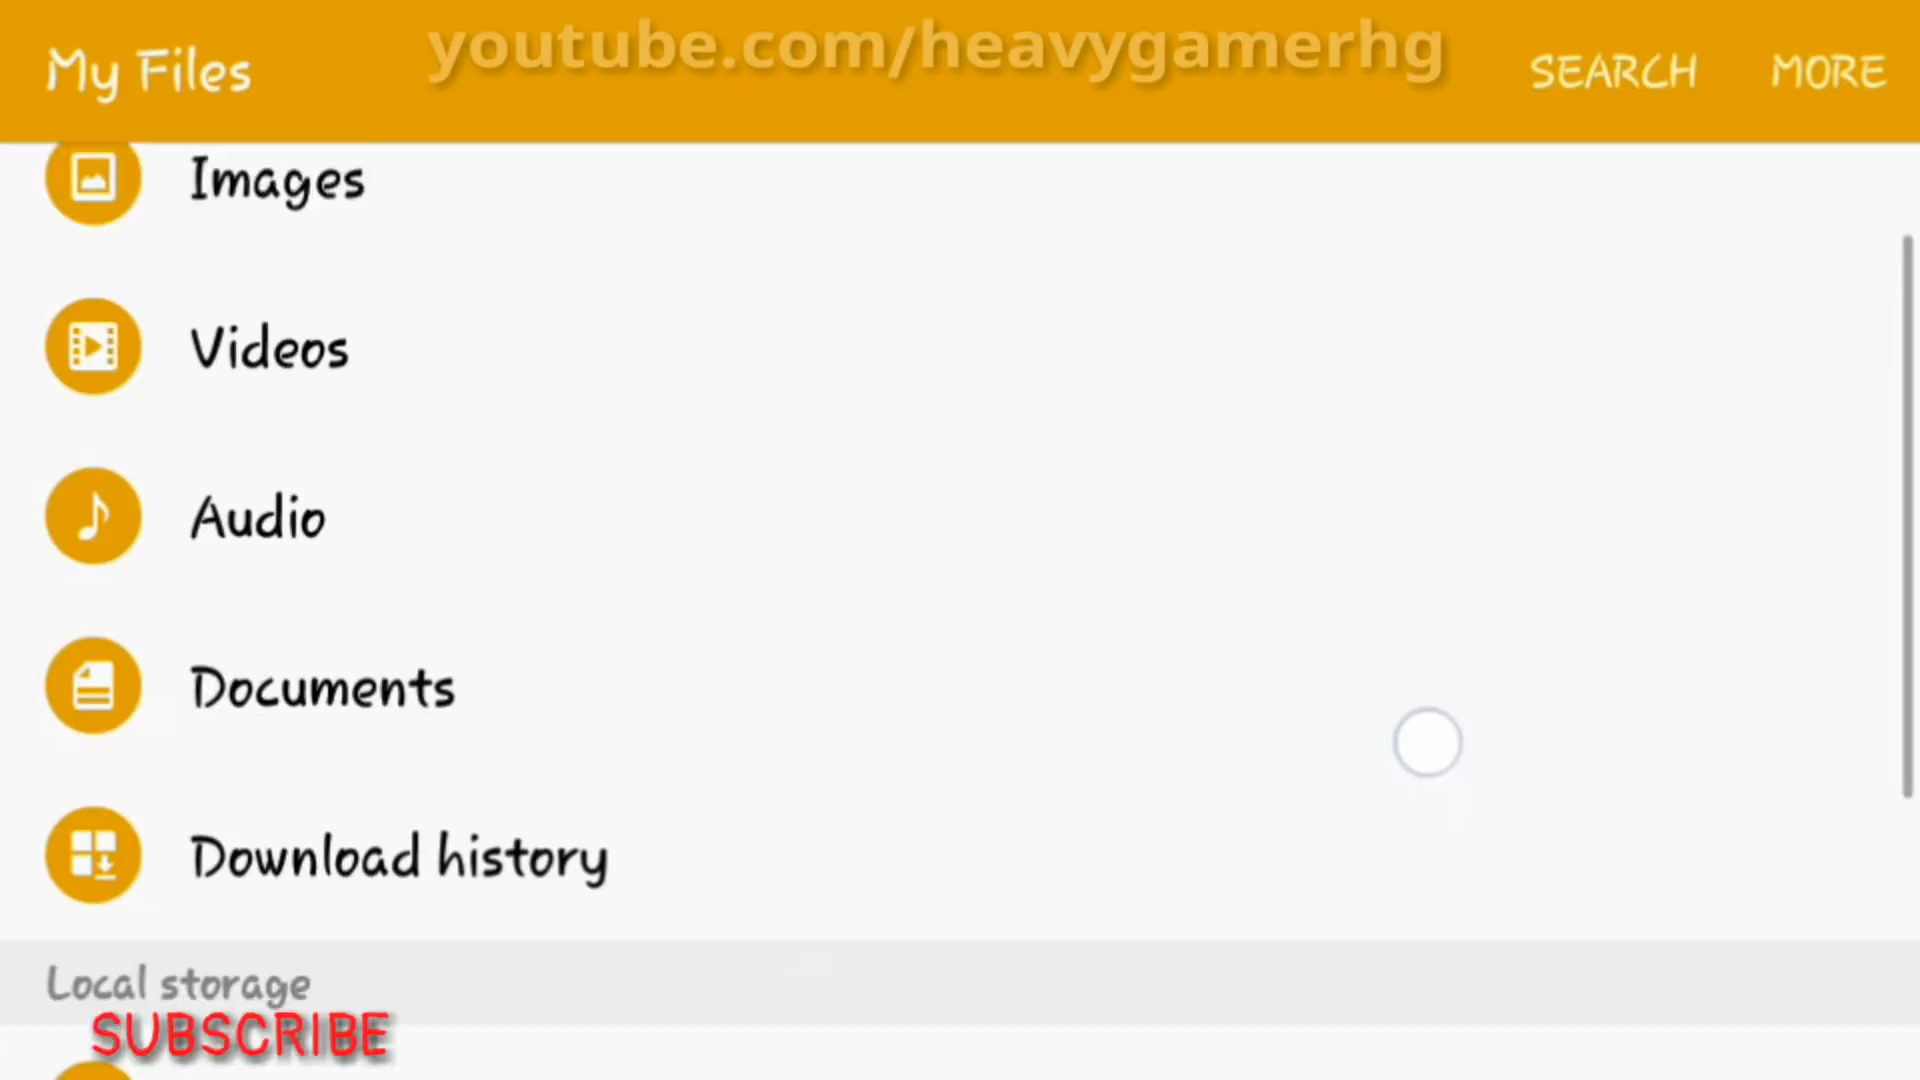 My Files
youtube.com/heavygamerhg
SEARCH
MORE
Images
Videos
Audio
Documents
Download history
Local storage
SUBSCRIBE